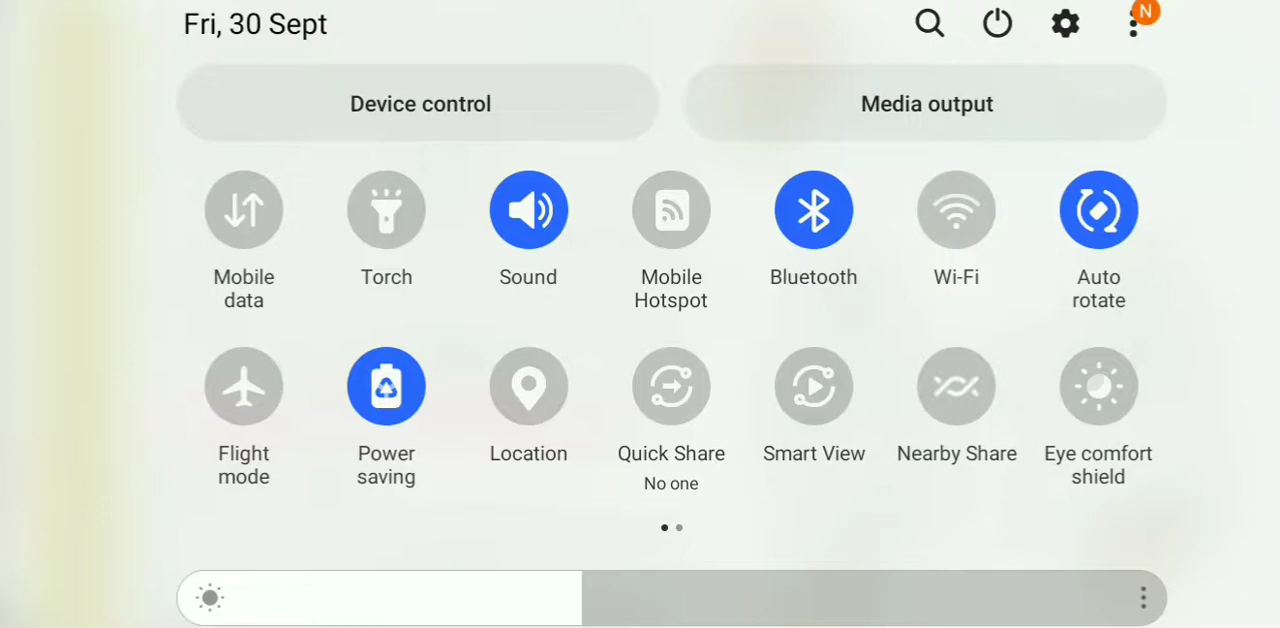 Fri, 30 Sept
N
Device control
Media output
Mobile data
Torch
Sound
Mobile Hotspot
Bluetooth
Wi-Fi
Auto rotate
Flight mode
Power saving
Location
Quick Share
No one
Smart View
Nearby Share
Eye comfort shield